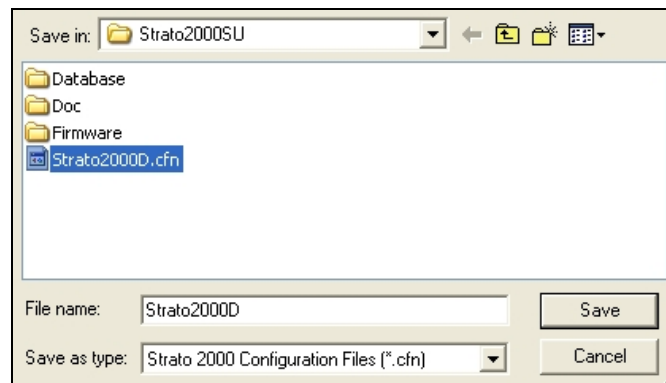 Save in: Strato2000SU
Database
Doc
Firmware
Strato2000D.cfn
File name: Strato2000D Save
Save as type: Strato 2000 Configuration Files (*.cfn) Cancel